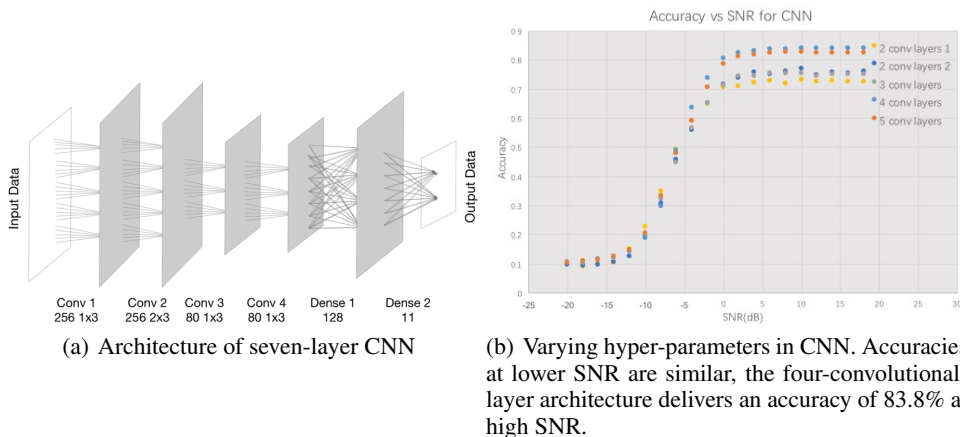 Input Data
Output Data
Conv 1
256 1x3
Conv 2
256 2x3
Conv 3
80 1x3
Conv 4
80 1x3
Dense 1
128
Dense 2
11
(a) Architecture of seven-layer CNN
Accuracy vs SNR for CNN
0.9
0.8
0.7
0.6
0.5
0.4
0.3
0.2
0.1
0
Accuracy
-25
-20
-15
-10
-5
0
5
10
15
20
30
SNR(dB)
2 conv layers 1
2 conv layers 2
3 conv layers
4 conv layers
5 conv layers
(b) Varying hyper-parameters in CNN. Accuracies
at lower SNR are similar, the four-convolutional-
layer architecture delivers an accuracy of 83.8% a
high SNR.